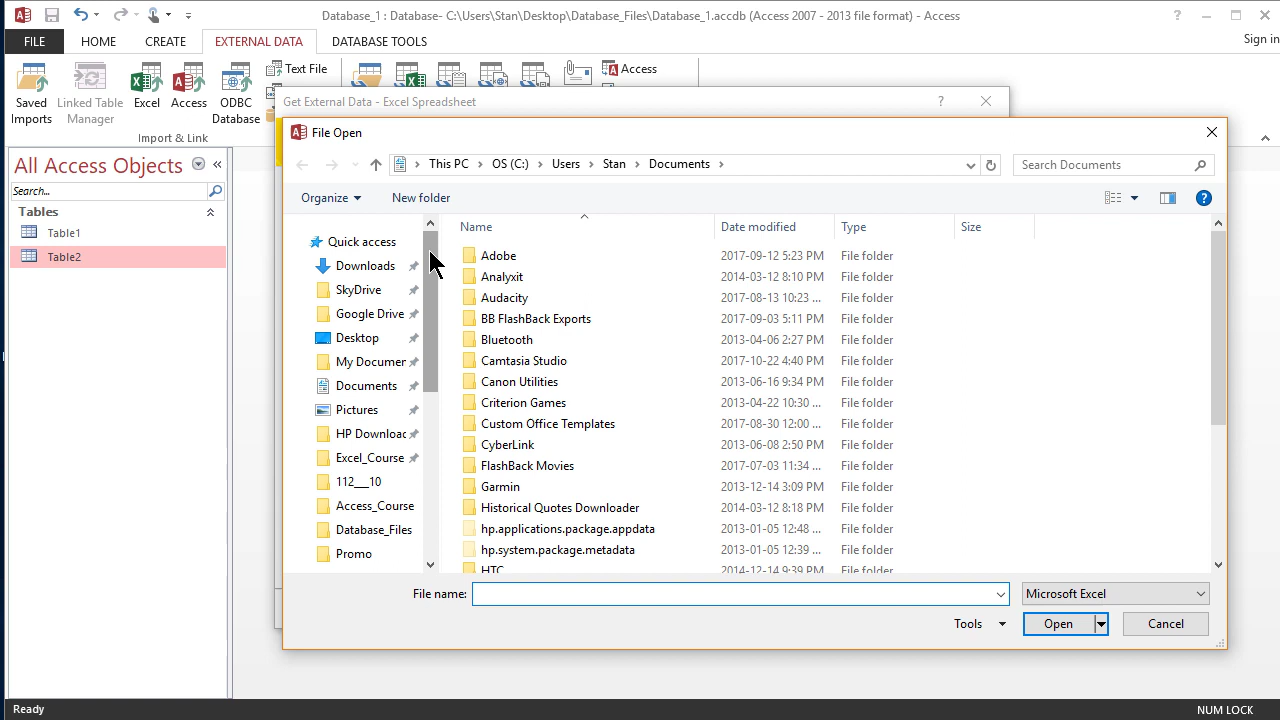 Database_1 : Database- C:\Users\Stan\Desktop\Database_Files\Database_1.accdb (Access 2007 - 2013 file format) - Access
?
FILE HOME CREATE EXTERNAL DATA DATABASE TOOLS Sign in
Saved Imports
Linked Table Manager
Excel
Access
ODBC Database
Text File
Access
Import & Link
All Access Objects
Search...
Tables
Table1
Table2
Get External Data - Excel Spreadsheet ?
File Open
This PC OS (C:) Users Stan Documents
Search Documents
Organize New folder ?
Quick access
Downloads
SkyDrive
Google Drive
Desktop
My Documer
Documents
Pictures
HP Downloac
Excel_Course
112___10
Access_Course
Database_Files
Promo
Name Date modified Type Size
Adobe 2017-09-12 5:23 PM File folder
Analyxit 2014-03-12 8:10 PM File folder
Audacity 2017-08-13 10:23 ... File folder
BB FlashBack Exports 2017-09-03 5:11 PM File folder
Bluetooth 2013-04-06 2:27 PM File folder
Camtasia Studio 2017-10-22 4:40 PM File folder
Canon Utilities 2013-06-16 9:34 PM File folder
Criterion Games 2013-04-22 10:30 ... File folder
Custom Office Templates 2017-08-30 12:00 ... File folder
CyberLink 2013-06-08 2:50 PM File folder
FlashBack Movies 2017-07-03 11:34 ... File folder
Garmin 2013-12-14 3:09 PM File folder
Historical Quotes Downloader 2014-03-12 8:18 PM File folder
hp.applications.package.appdata 2013-01-05 12:48 ... File folder
hp.system.package.metadata 2013-01-05 12:39 ... File folder
HTC 2014-12-14 9:39 PM File folder
File name: Microsoft Excel
Tools Open Cancel
Ready NUM LOCK